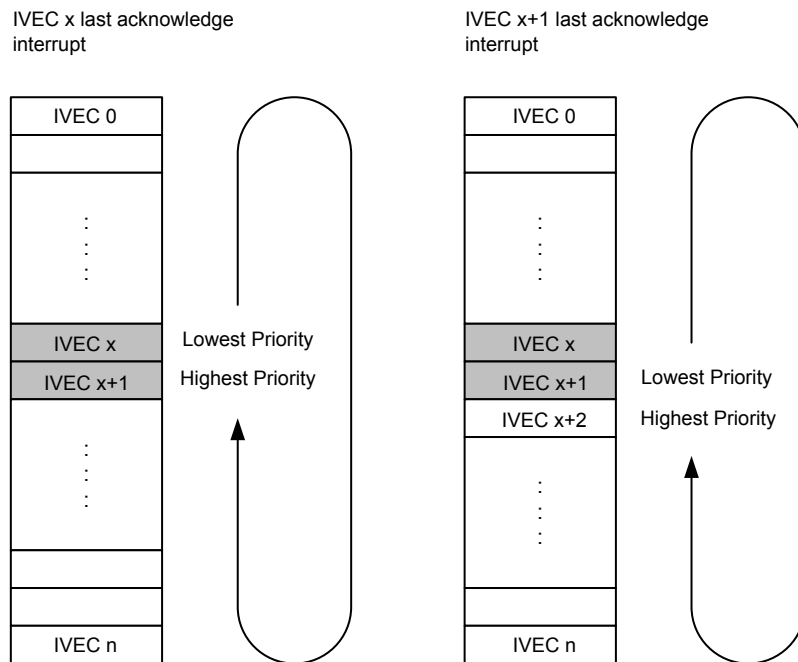 IVEC x last acknowledge
interrupt
IVEC 0
IVEC x
IVEC x+1
IVEC n
Lowest Priority
Highest Priority
IVEC x+1 last acknowledge
interrupt
IVEC 0
IVEC x
IVEC x+1
IVEC x+2
IVEC n
Lowest Priority
Highest Priority